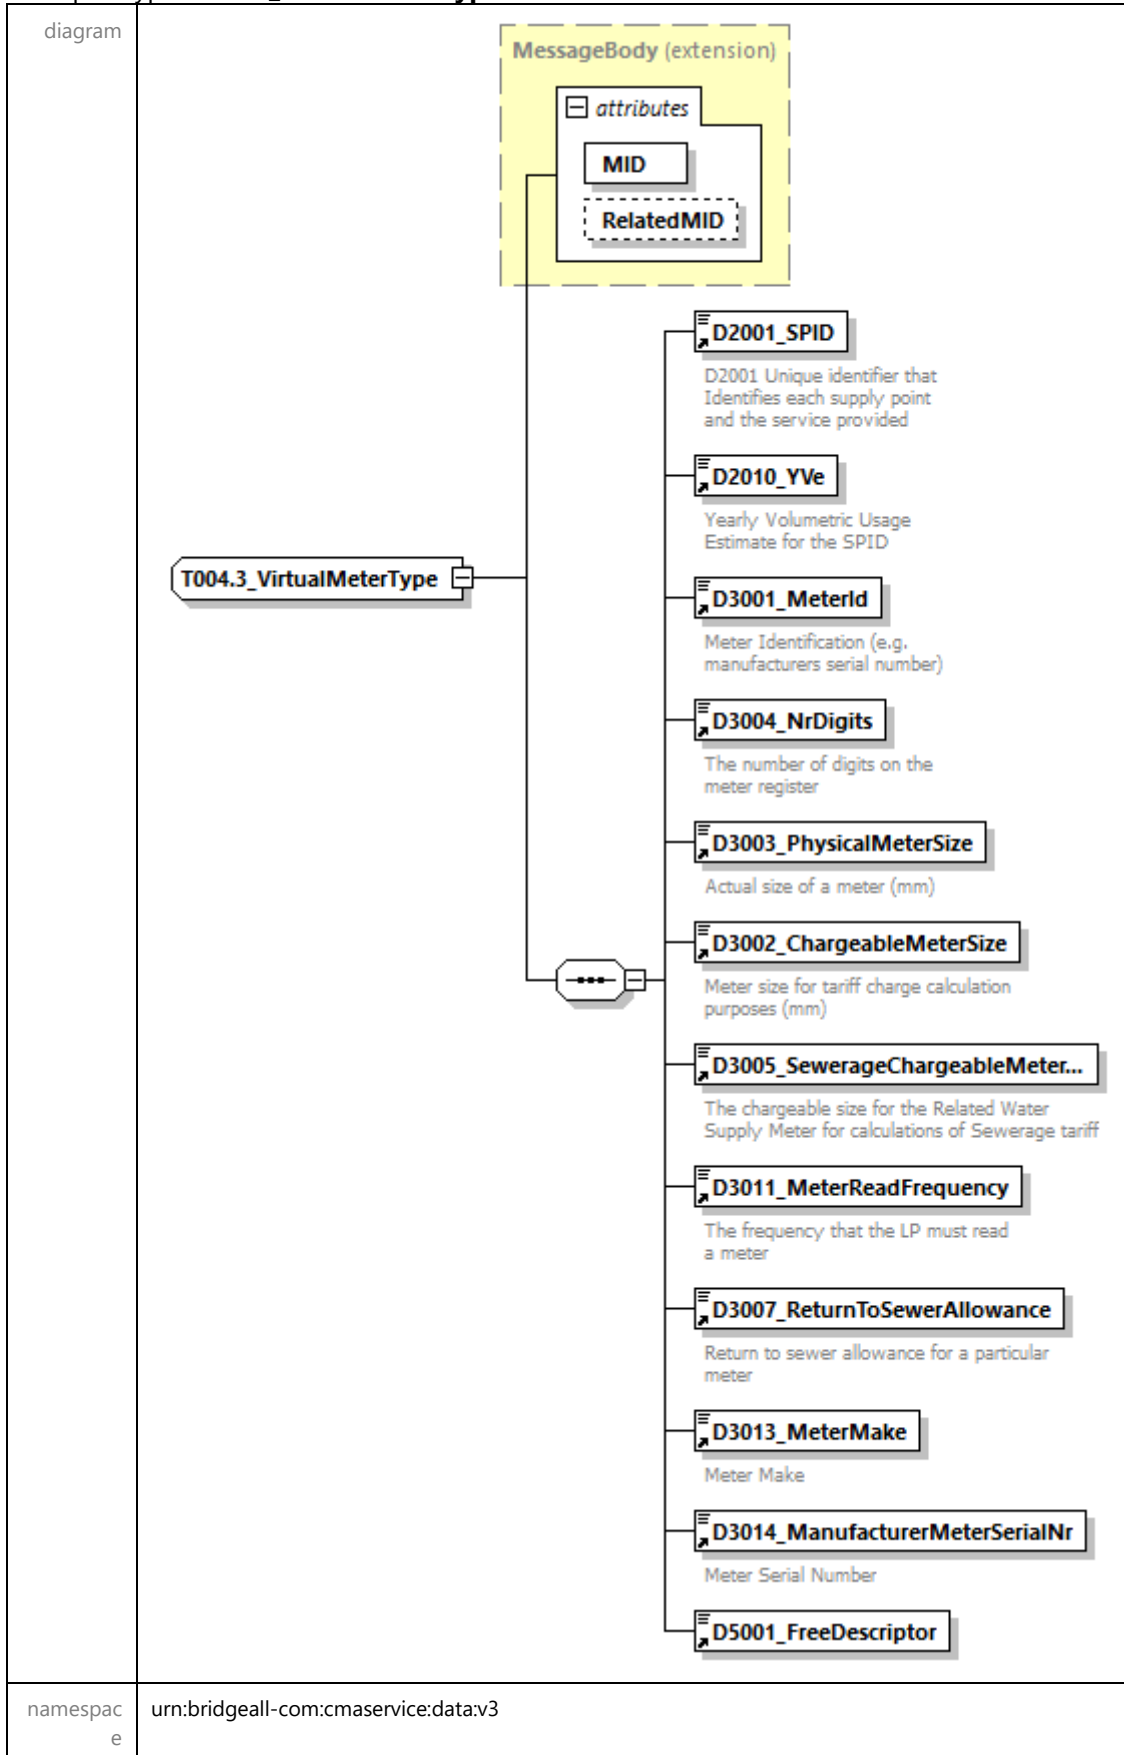 diagram
MessageBody (extension)
attributes
MID
RelatedMID
D2001_SPID
D2001 Unique identifier that
Identifies each supply point
and the service provided
D2010_YVe
Yearly Volumetric Usage
Estimate for the SPID
T004.3_VirtualMeterType
D3001_MeterId
Meter Identification (e.g.
manufacturers serial number)
D3004_NrDigits
The number of digits on the
meter register
D3003_PhysicalMeterSize
Actual size of a meter (mm)
D3002_ChargeableMeterSize
Meter size for tariff charge calculation
purposes (mm)
D3005_SewerageChargeableMeter...
The chargeable size for the Related Water
Supply Meter for calculations of Sewerage tariff
D3011_MeterReadFrequency
The frequency that the LP must read
a meter
D3007_ReturnToSewerAllowance
Return to sewer allowance for a particular
meter
D3013_MeterMake
Meter Make
D3014_ManufacturerMeterSerialNr
Meter Serial Number
D5001_FreeDescriptor
namespac
e
urn:bridgeall-com:cmaservice:data:v3